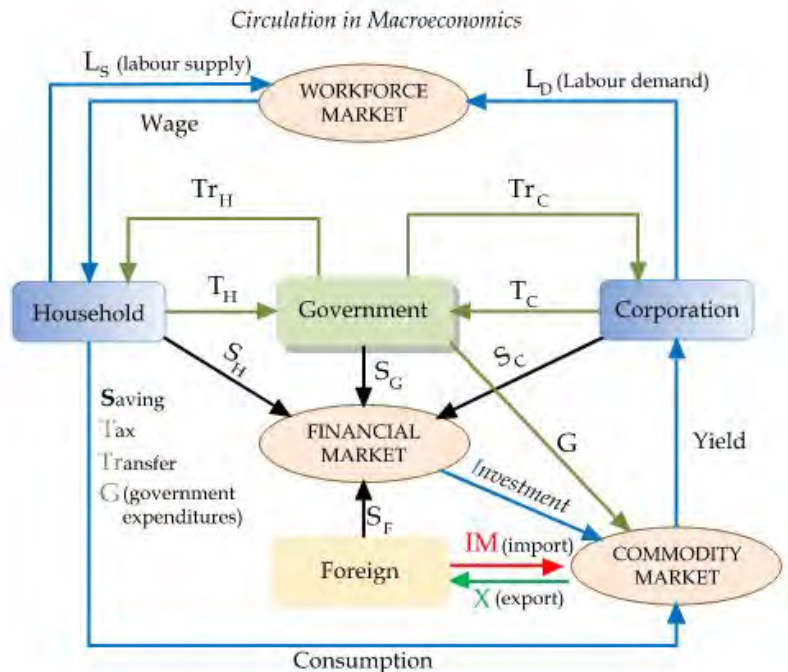 Circulation in Macroeconomics
L_S (labour supply)
WORKFORCE
MARKET
L_D (Labour demand)
Wage
Tr_H
Tr_C
Household
T_H
Government
T_C
Corporation
S_H
S_G
S_C
Saving
Tax
Transfer
G (government
expenditures)
FINANCIAL
MARKET
G
Yield
Investment
S_F
Foreign
IM (import)
X (export)
COMMODITY
MARKET
Consumption